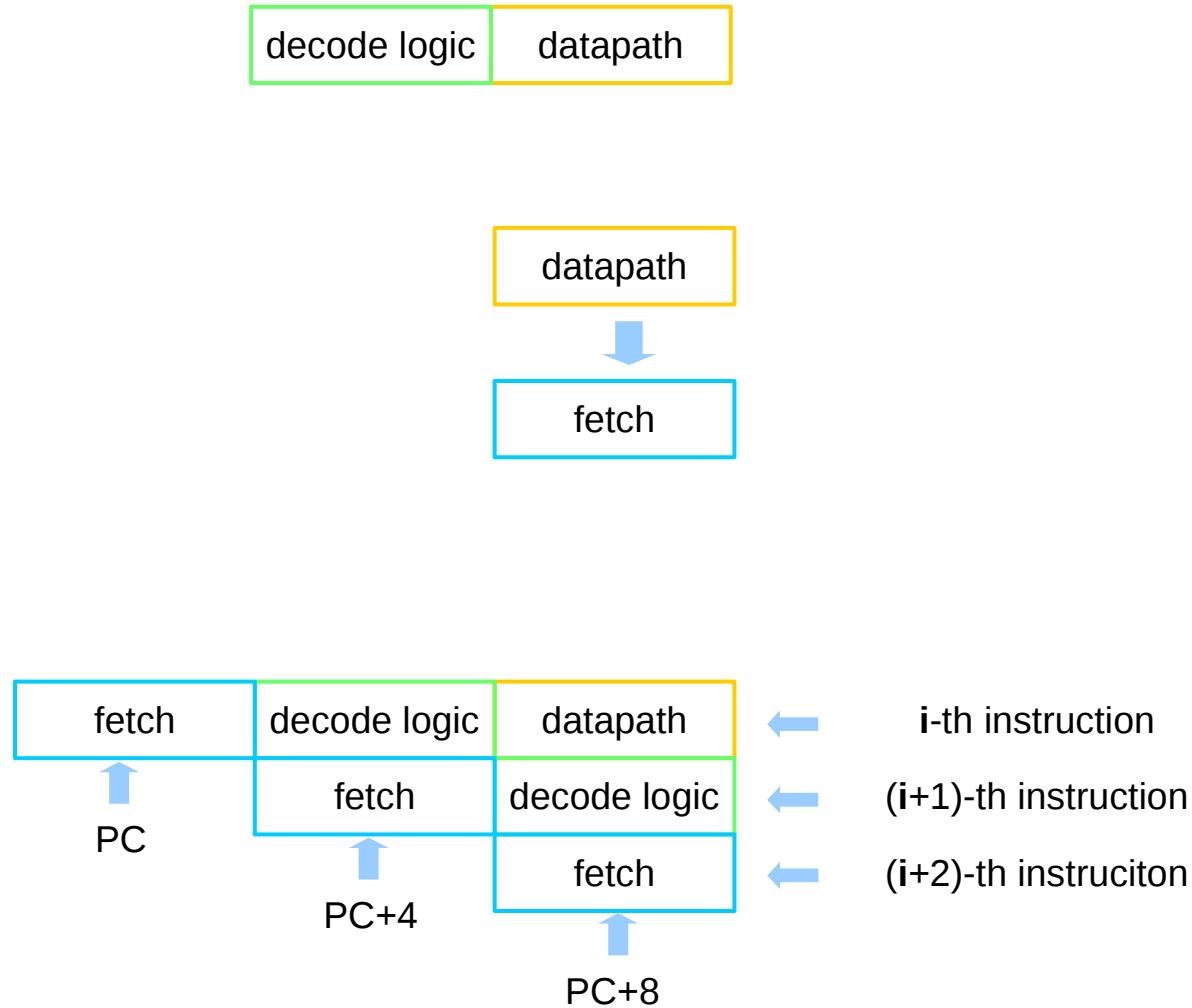 decode logic datapath
datapath
fetch
fetch decode logic datapath i-th instruction
fetch decode logic (i+1)-th instruction
PC
fetch (i+2)-th instruciton
PC+4
PC+8